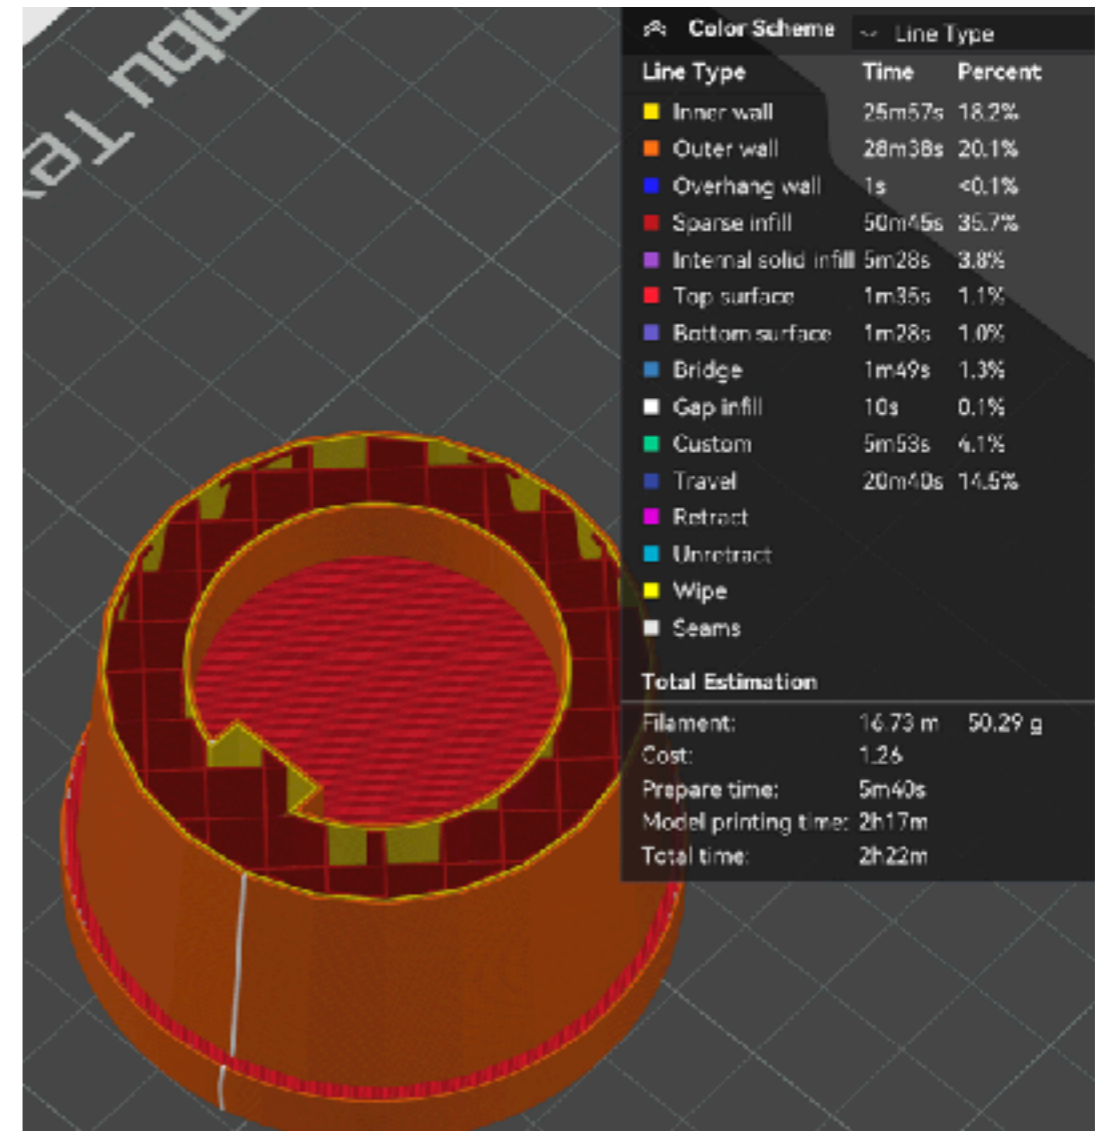 Color Scheme Line Type
Line Type Time Percent
Inner wall 25m57s 18.2%
Outer wall 28m38s 20.1%
Overhang wall 1s <0.1%
Sparse infill 50m45s 35.7%
Internal solid infill 5m28s 3.8%
Top surface 1m35s 1.1%
Bottom surface 1m28s 1.0%
Bridge 1m49s 1.3%
Gap infill 10s 0.1%
Custom 5m53s 4.1%
Travel 20m40s 14.5%
Retract
Unretract
Wipe
Seams
Total Estimation
Filament: 16.73 m 50.29 g
Cost: 1.26
Prepare time: 5m40s
Model printing time: 2h17m
Total time: 2h22m